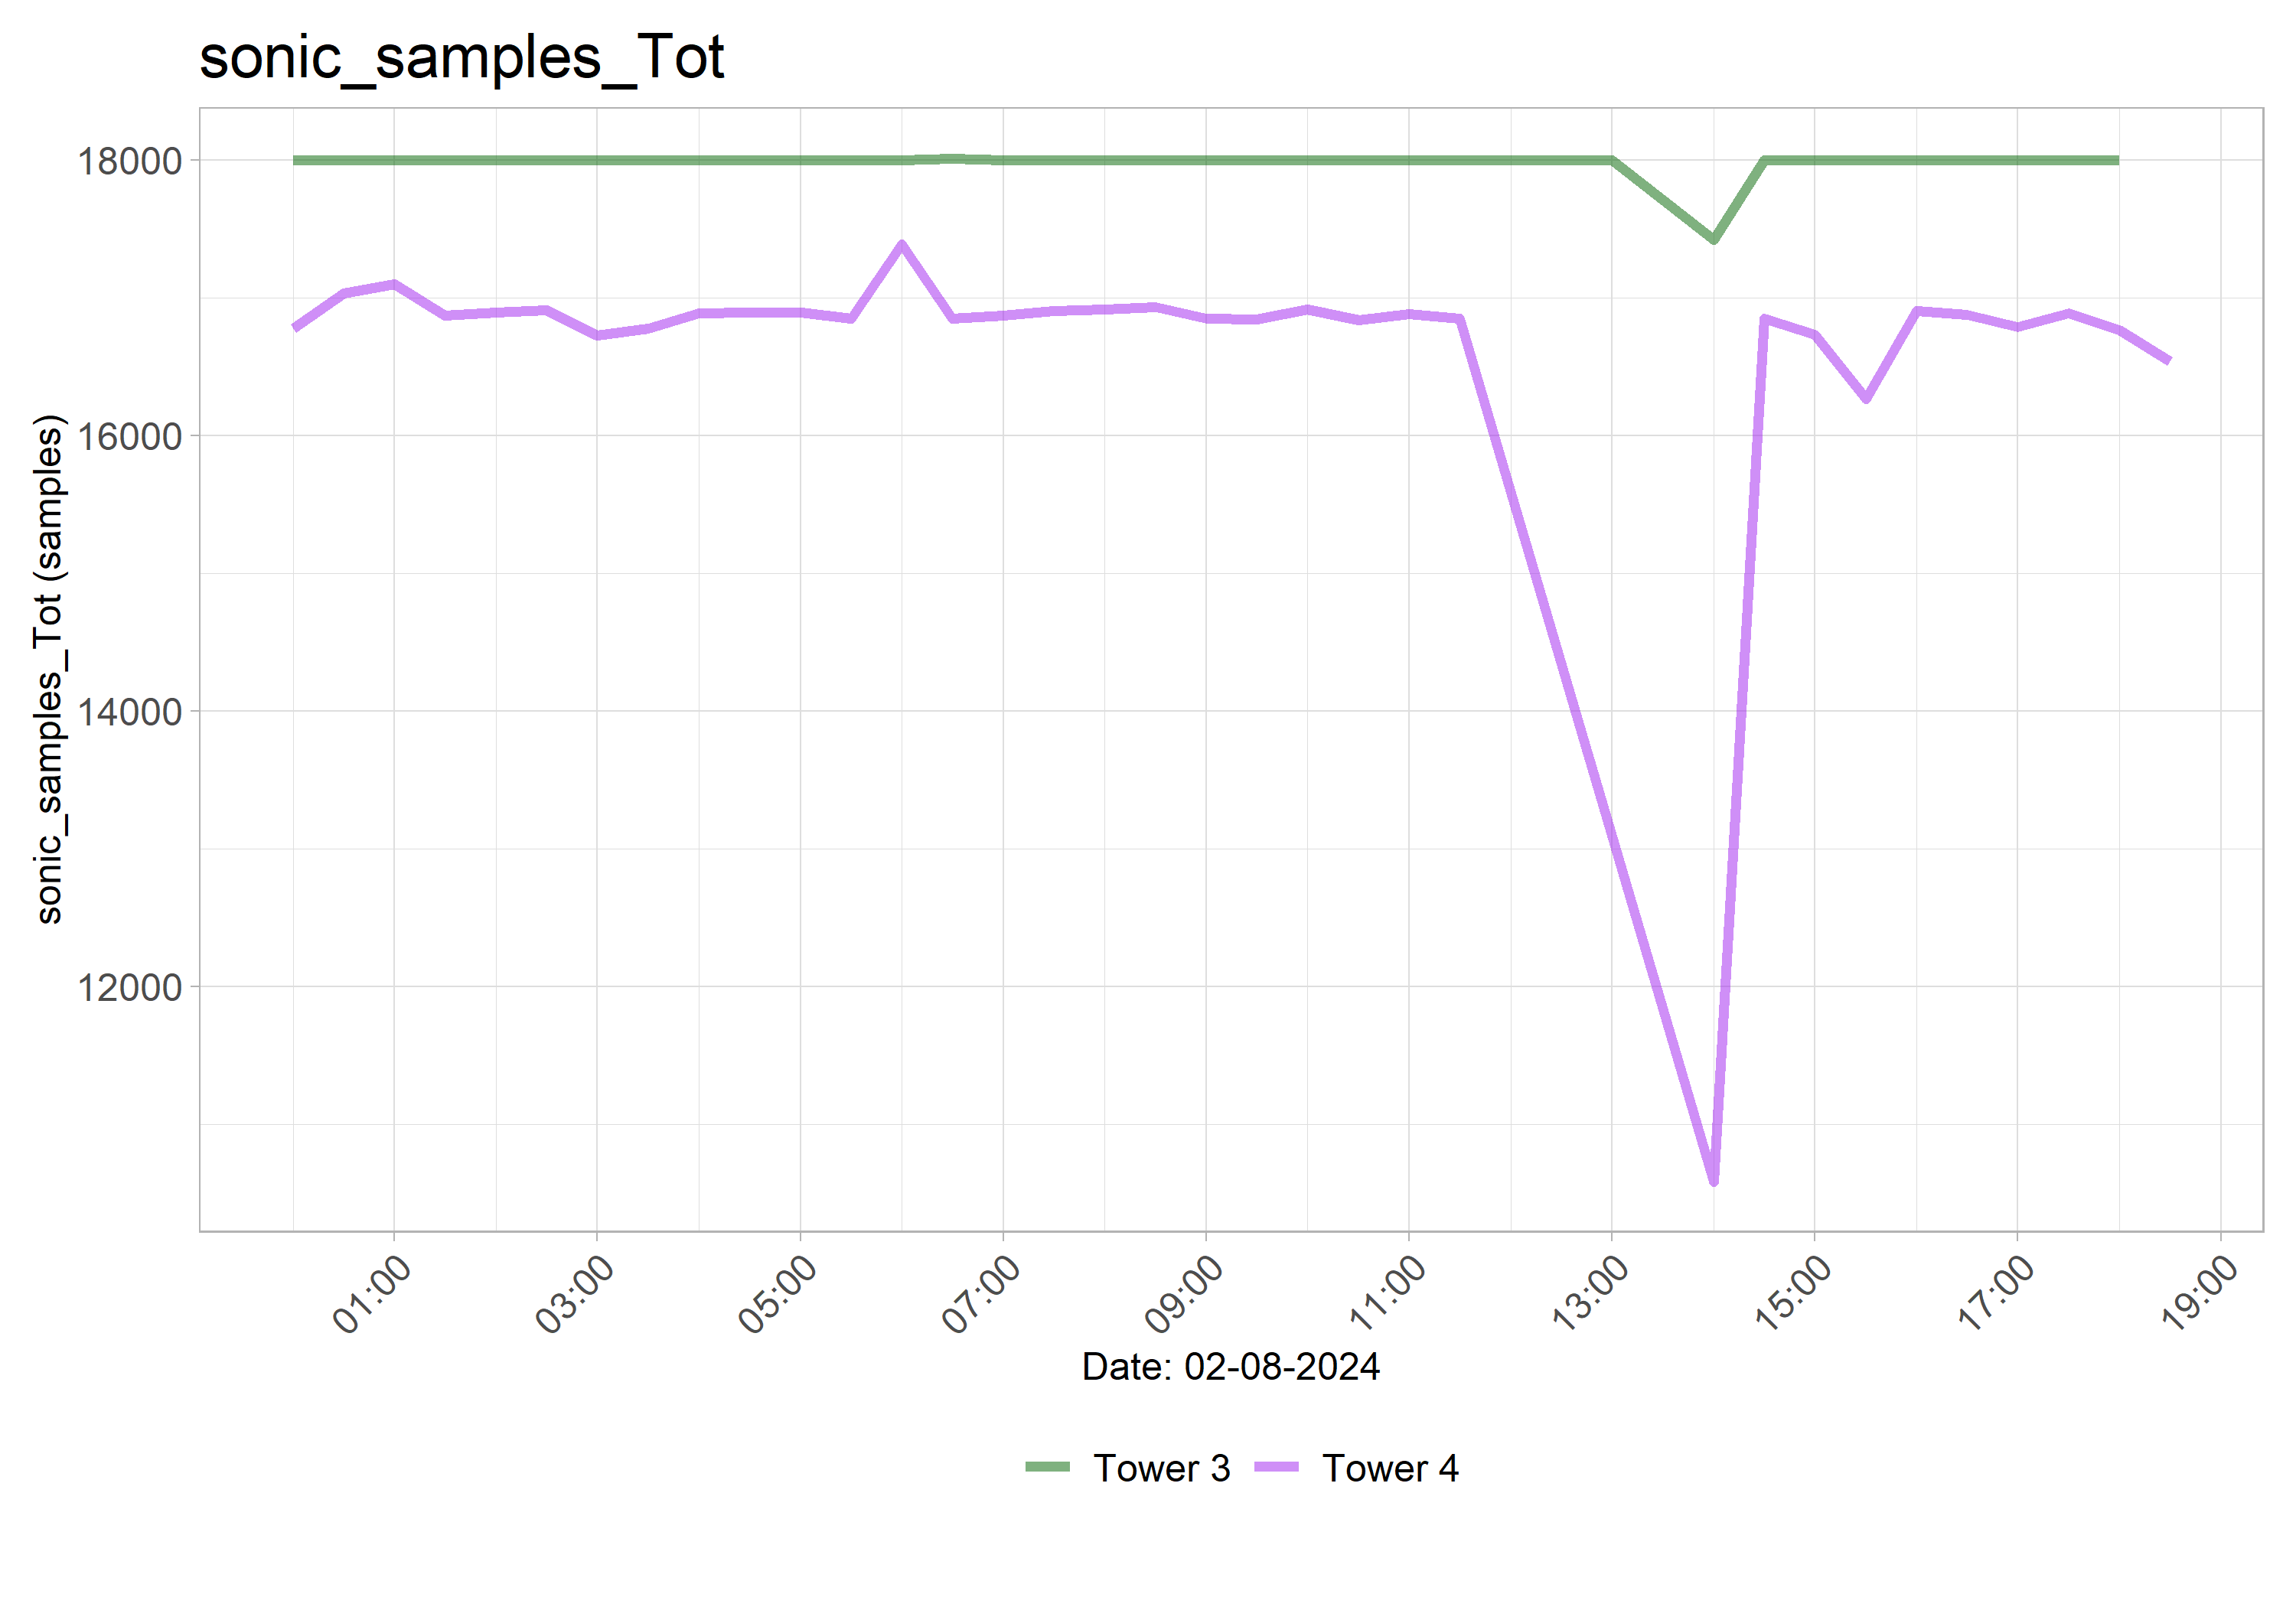 sonic_samples_Tot
sonic_samples_Tot (samples)
18000
16000
14000
12000
01:00 03:00 05:00 07:00 09:00 11:00 13:00 15:00 17:00 19:00
Date: 02-08-2024
Tower 3 Tower 4